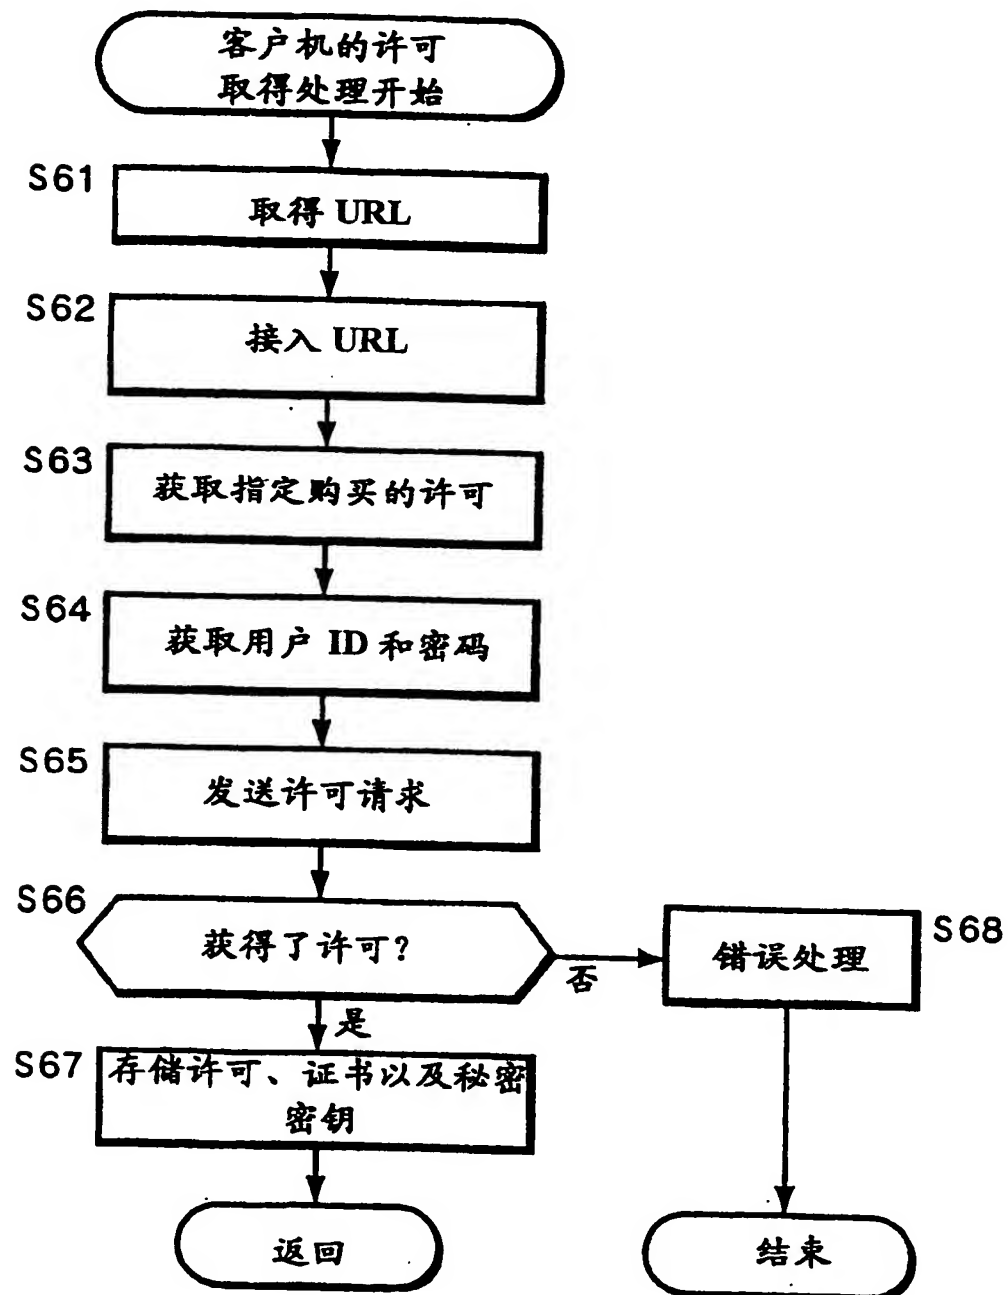 客户机的许可
取得处理开始
S61
取得 URL
S62
接入 URL
S63
获取指定购买的许可
S64
获取用户 ID 和密码
S65
发送许可请求
S66
获得了许可?
否
S68
错误处理
是
S67
存储许可、证书以及秘密
密钥
返回
结束